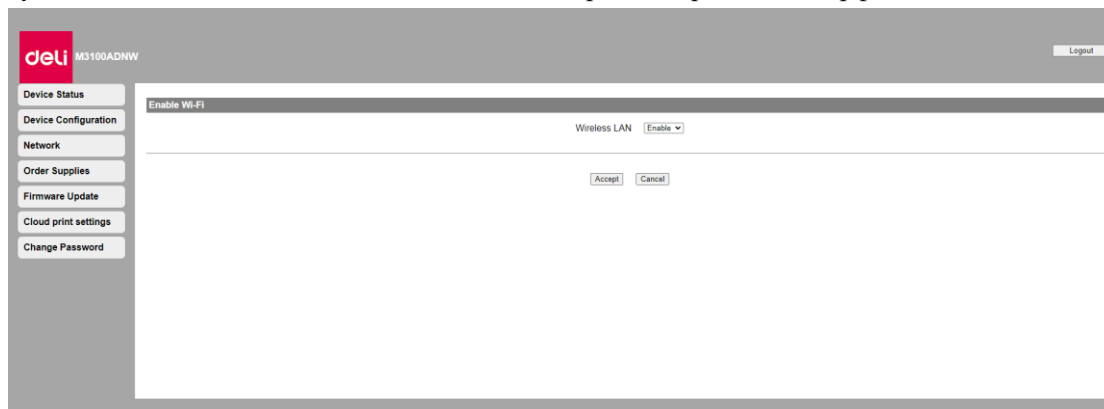 deli M3100ADNW
Logout
Device Status
Device Configuration
Network
Order Supplies
Firmware Update
Cloud print settings
Change Password
Enable Wi-Fi
Wireless LAN Enable
Accept Cancel